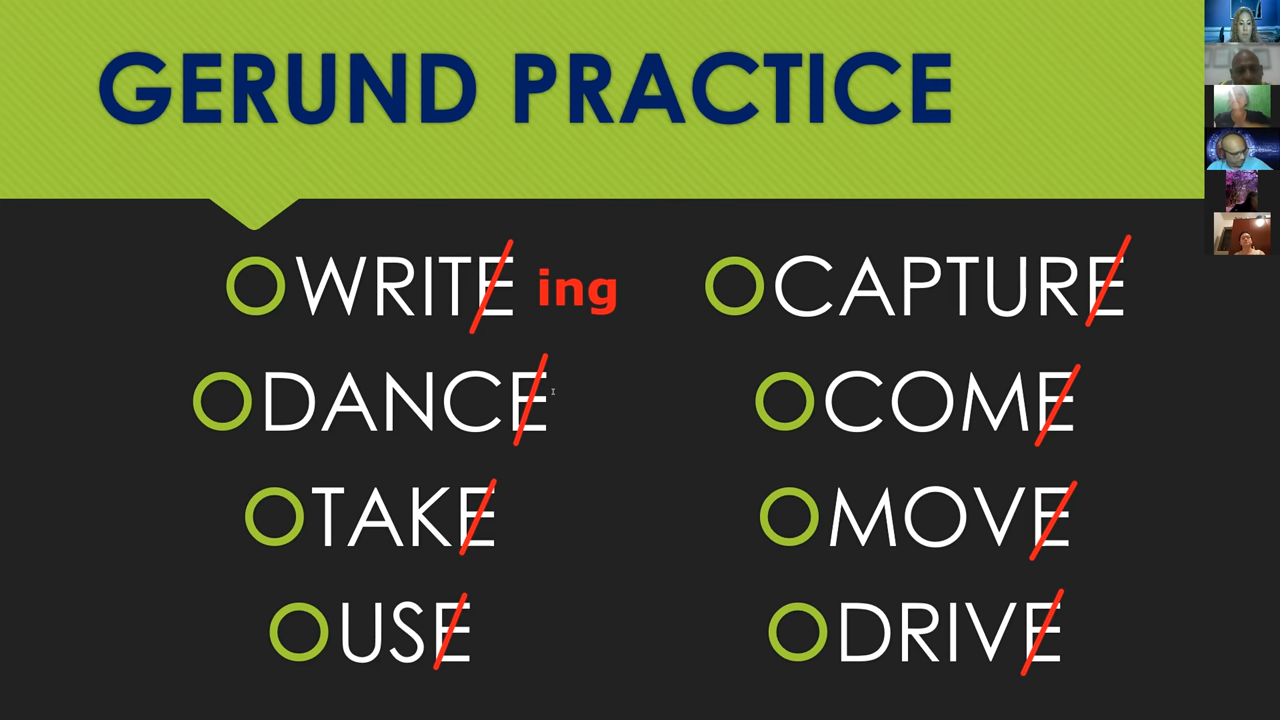 GERUND PRACTICE
WRITE ing
DANCE
TAKE
USE
CAPTURE
COME
MOVE
DRIVE